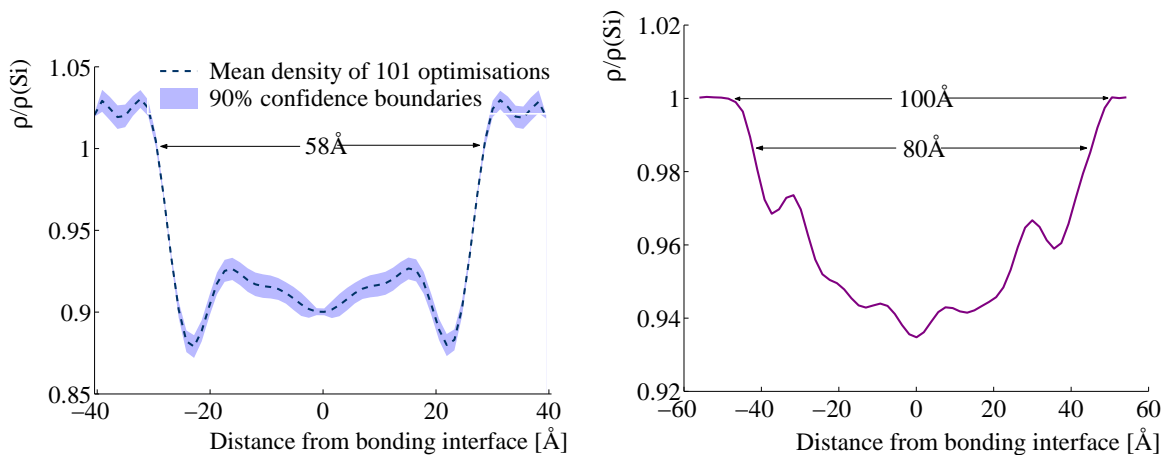 ρ/ρ(Si)
1.05
1
0.95
0.9
0.85
−40
−20
0
20
40
Mean density of 101 optimisations
90% confidence boundaries
58Å
Distance from bonding interface [Å]
ρ/ρ(Si)
1.02
1
0.98
0.96
0.94
0.92
−60
−40
−20
0
20
40
60
100Å
80Å
Distance from bonding interface [Å]